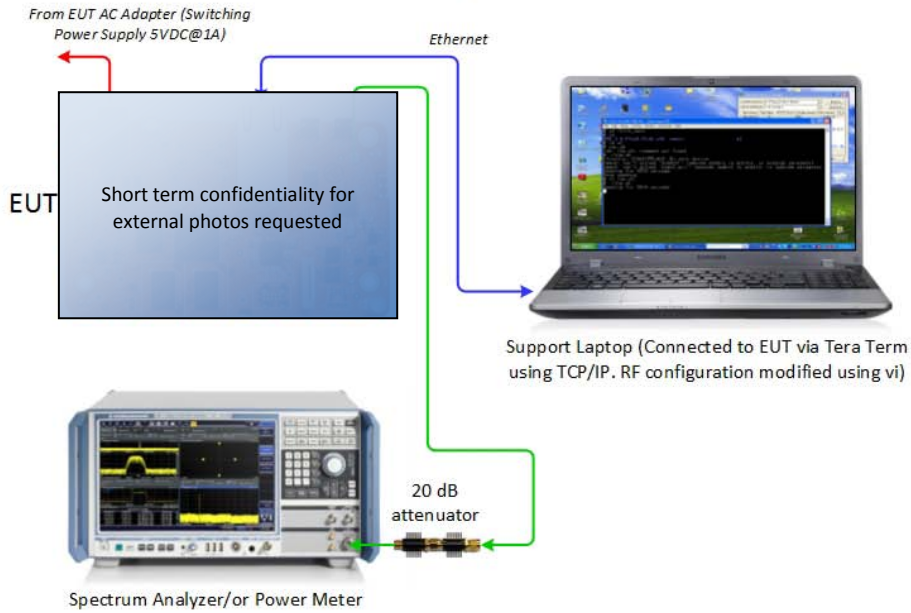 From EUT AC Adapter (Switching
Power Supply 5VDC@1A)
Ethernet
EUT
Short term confidentiality for
external photos requested
Support Laptop (Connected to EUT via Tera Term
using TCP/IP. RF configuration modified using vi)
20 dB
attenuator
Spectrum Analyzer/or Power Meter